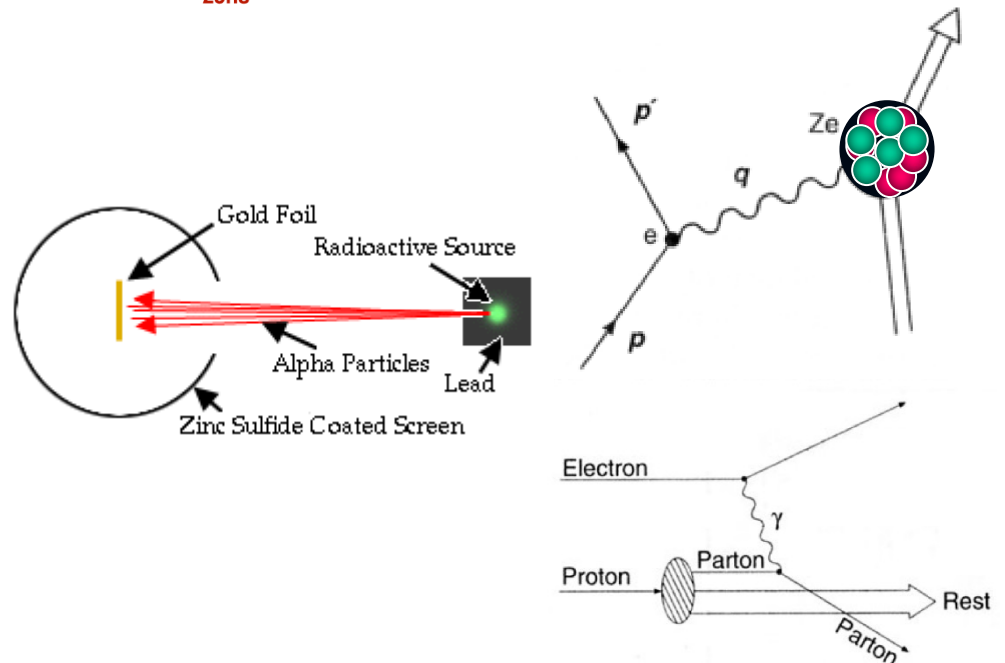 Gold Foil
Radioactive Source
Alpha Particles
Lead
Zinc Sulfide Coated Screen
p´
Ze
q
e
p
Electron
γ
Parton
Proton
Rest
Parton